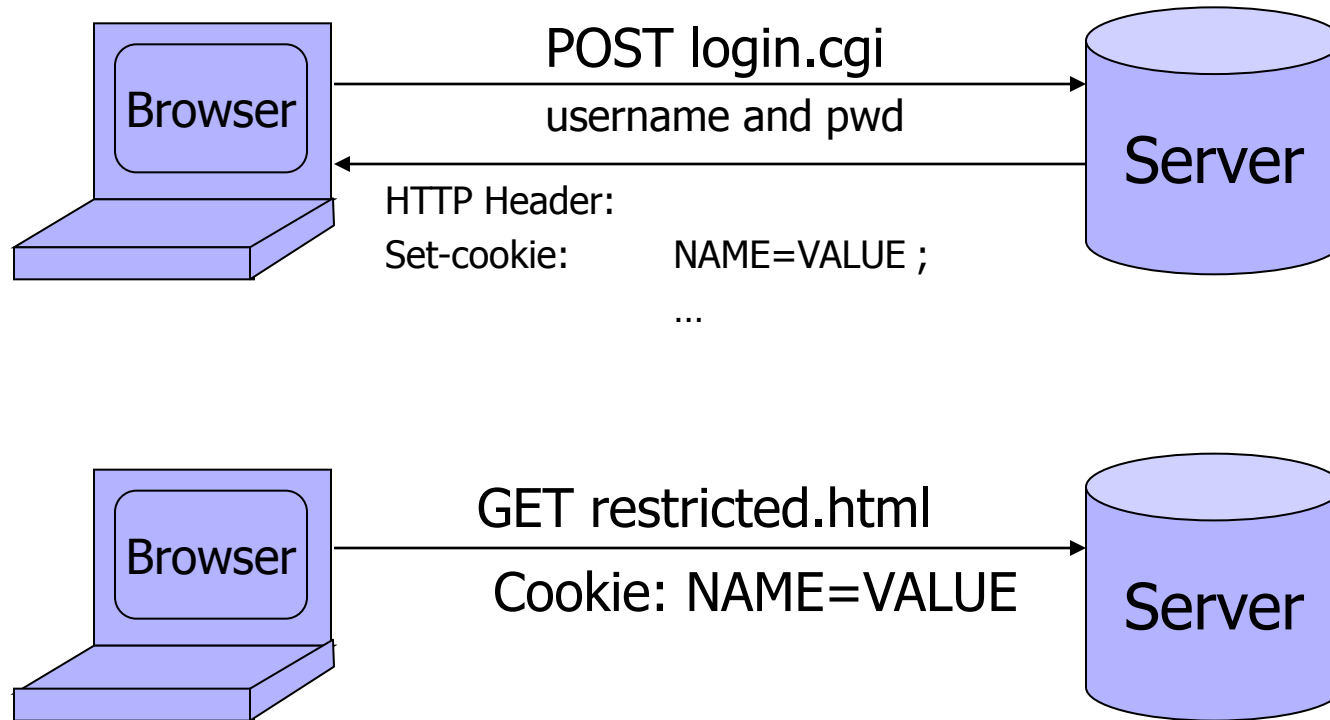 POST login.cgi
Browser
username and pwd
Server
HTTP Header:
Set-cookie: NAME=VALUE ;
…
GET restricted.html
Browser
Cookie: NAME=VALUE
Server